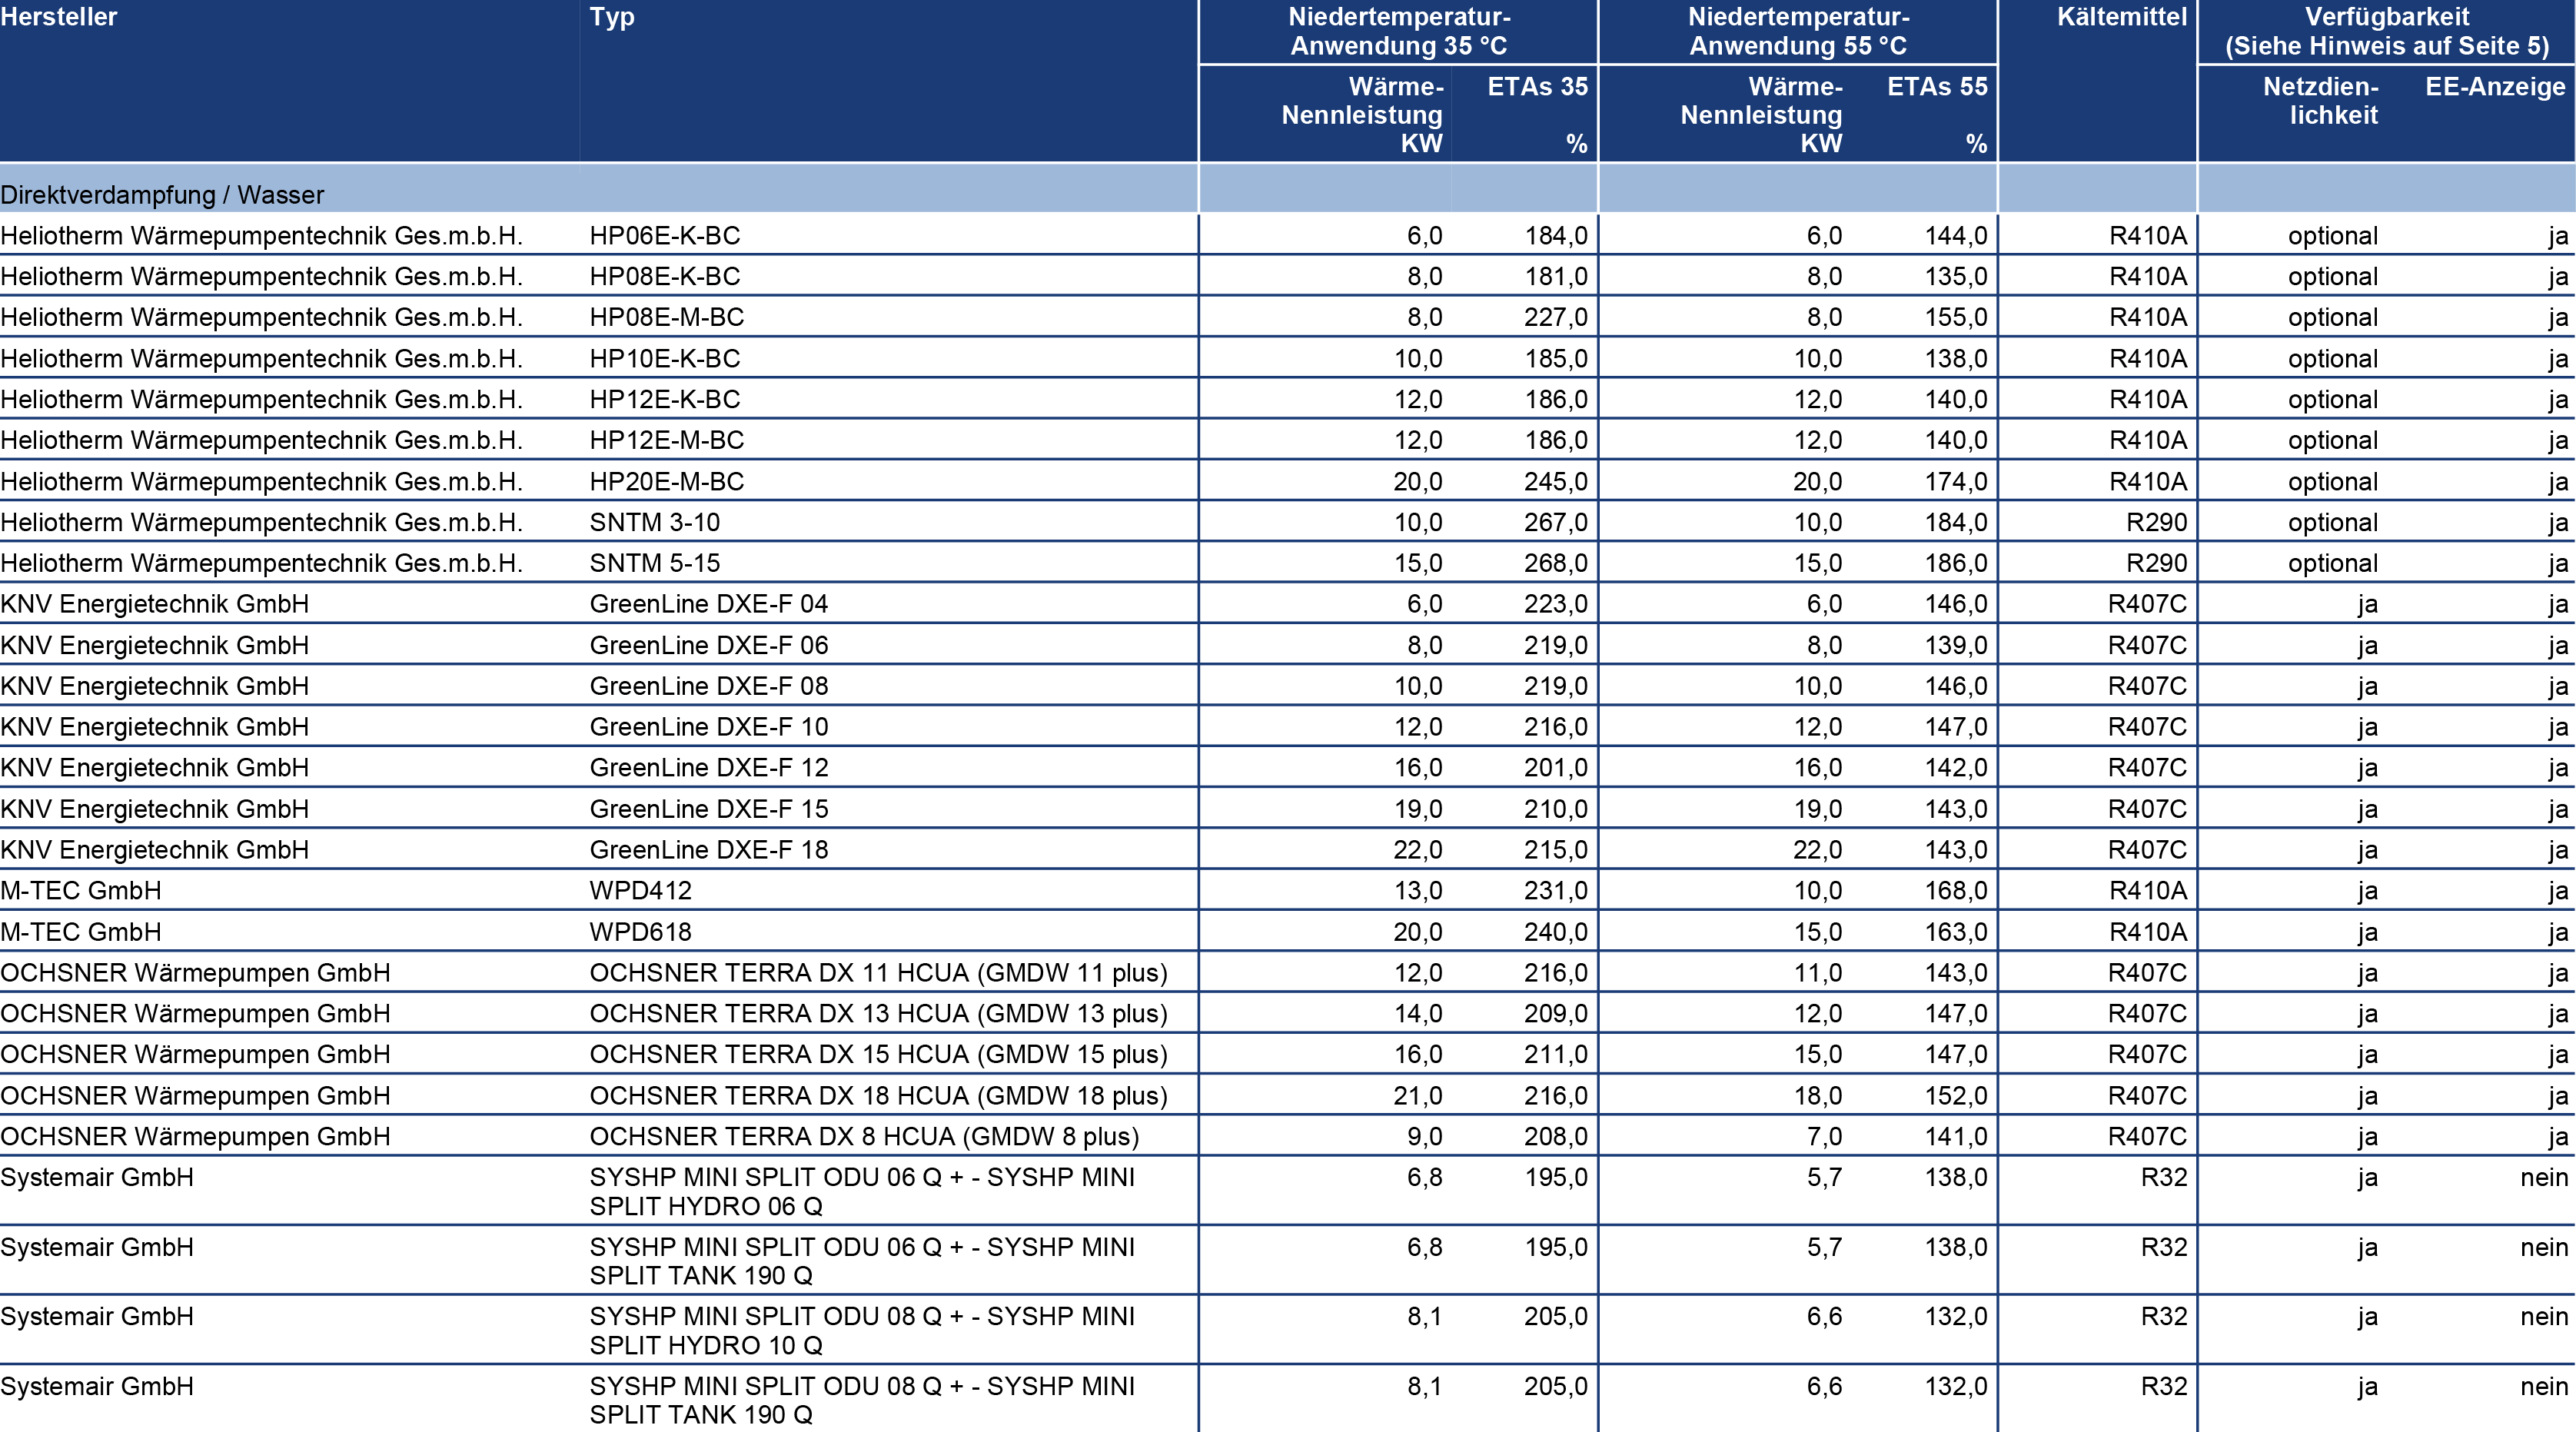 Hersteller Typ Niedertemperatur- Niedertemperatur- Kältemittel Verfügbarkeit
Anwendung 35 °C Anwendung 55 °C (Siehe Hinweis auf Seite 5)
Wärme- ETAs 35 Wärme- ETAs 55 Netzdien- EE-Anzeige
Nennleistung Nennleistung lichkeit
KW % KW %
Direktverdampfung / Wasser
Heliotherm Wärmepumpentechnik Ges.m.b.H. HP06E-K-BC 6,0 184,0 6,0 144,0 R410A optional ja
Heliotherm Wärmepumpentechnik Ges.m.b.H. HP08E-K-BC 8,0 181,0 8,0 135,0 R410A optional ja
Heliotherm Wärmepumpentechnik Ges.m.b.H. HP08E-M-BC 8,0 227,0 8,0 155,0 R410A optional ja
Heliotherm Wärmepumpentechnik Ges.m.b.H. HP10E-K-BC 10,0 185,0 10,0 138,0 R410A optional ja
Heliotherm Wärmepumpentechnik Ges.m.b.H. HP12E-K-BC 12,0 186,0 12,0 140,0 R410A optional ja
Heliotherm Wärmepumpentechnik Ges.m.b.H. HP12E-M-BC 12,0 186,0 12,0 140,0 R410A optional ja
Heliotherm Wärmepumpentechnik Ges.m.b.H. HP20E-M-BC 20,0 245,0 20,0 174,0 R410A optional ja
Heliotherm Wärmepumpentechnik Ges.m.b.H. SNTM 3-10 10,0 267,0 10,0 184,0 R290 optional ja
Heliotherm Wärmepumpentechnik Ges.m.b.H. SNTM 5-15 15,0 268,0 15,0 186,0 R290 optional ja
KNV Energietechnik GmbH GreenLine DXE-F 04 6,0 223,0 6,0 146,0 R407C ja ja
KNV Energietechnik GmbH GreenLine DXE-F 06 8,0 219,0 8,0 139,0 R407C ja ja
KNV Energietechnik GmbH GreenLine DXE-F 08 10,0 219,0 10,0 146,0 R407C ja ja
KNV Energietechnik GmbH GreenLine DXE-F 10 12,0 216,0 12,0 147,0 R407C ja ja
KNV Energietechnik GmbH GreenLine DXE-F 12 16,0 201,0 16,0 142,0 R407C ja ja
KNV Energietechnik GmbH GreenLine DXE-F 15 19,0 210,0 19,0 143,0 R407C ja ja
KNV Energietechnik GmbH GreenLine DXE-F 18 22,0 215,0 22,0 143,0 R407C ja ja
M-TEC GmbH WPD412 13,0 231,0 10,0 168,0 R410A ja ja
M-TEC GmbH WPD618 20,0 240,0 15,0 163,0 R410A ja ja
OCHSNER Wärmepumpen GmbH OCHSNER TERRA DX 11 HCUA (GMDW 11 plus) 12,0 216,0 11,0 143,0 R407C ja ja
OCHSNER Wärmepumpen GmbH OCHSNER TERRA DX 13 HCUA (GMDW 13 plus) 14,0 209,0 12,0 147,0 R407C ja ja
OCHSNER Wärmepumpen GmbH OCHSNER TERRA DX 15 HCUA (GMDW 15 plus) 16,0 211,0 15,0 147,0 R407C ja ja
OCHSNER Wärmepumpen GmbH OCHSNER TERRA DX 18 HCUA (GMDW 18 plus) 21,0 216,0 18,0 152,0 R407C ja ja
OCHSNER Wärmepumpen GmbH OCHSNER TERRA DX 8 HCUA (GMDW 8 plus) 9,0 208,0 7,0 141,0 R407C ja ja
Systemair GmbH SYSHP MINI SPLIT ODU 06 Q + - SYSHP MINI 6,8 195,0 5,7 138,0 R32 ja nein
SPLIT HYDRO 06 Q
Systemair GmbH SYSHP MINI SPLIT ODU 06 Q + - SYSHP MINI 6,8 195,0 5,7 138,0 R32 ja nein
SPLIT TANK 190 Q
Systemair GmbH SYSHP MINI SPLIT ODU 08 Q + - SYSHP MINI 8,1 205,0 6,6 132,0 R32 ja nein
SPLIT HYDRO 10 Q
Systemair GmbH SYSHP MINI SPLIT ODU 08 Q + - SYSHP MINI 8,1 205,0 6,6 132,0 R32 ja nein
SPLIT TANK 190 Q